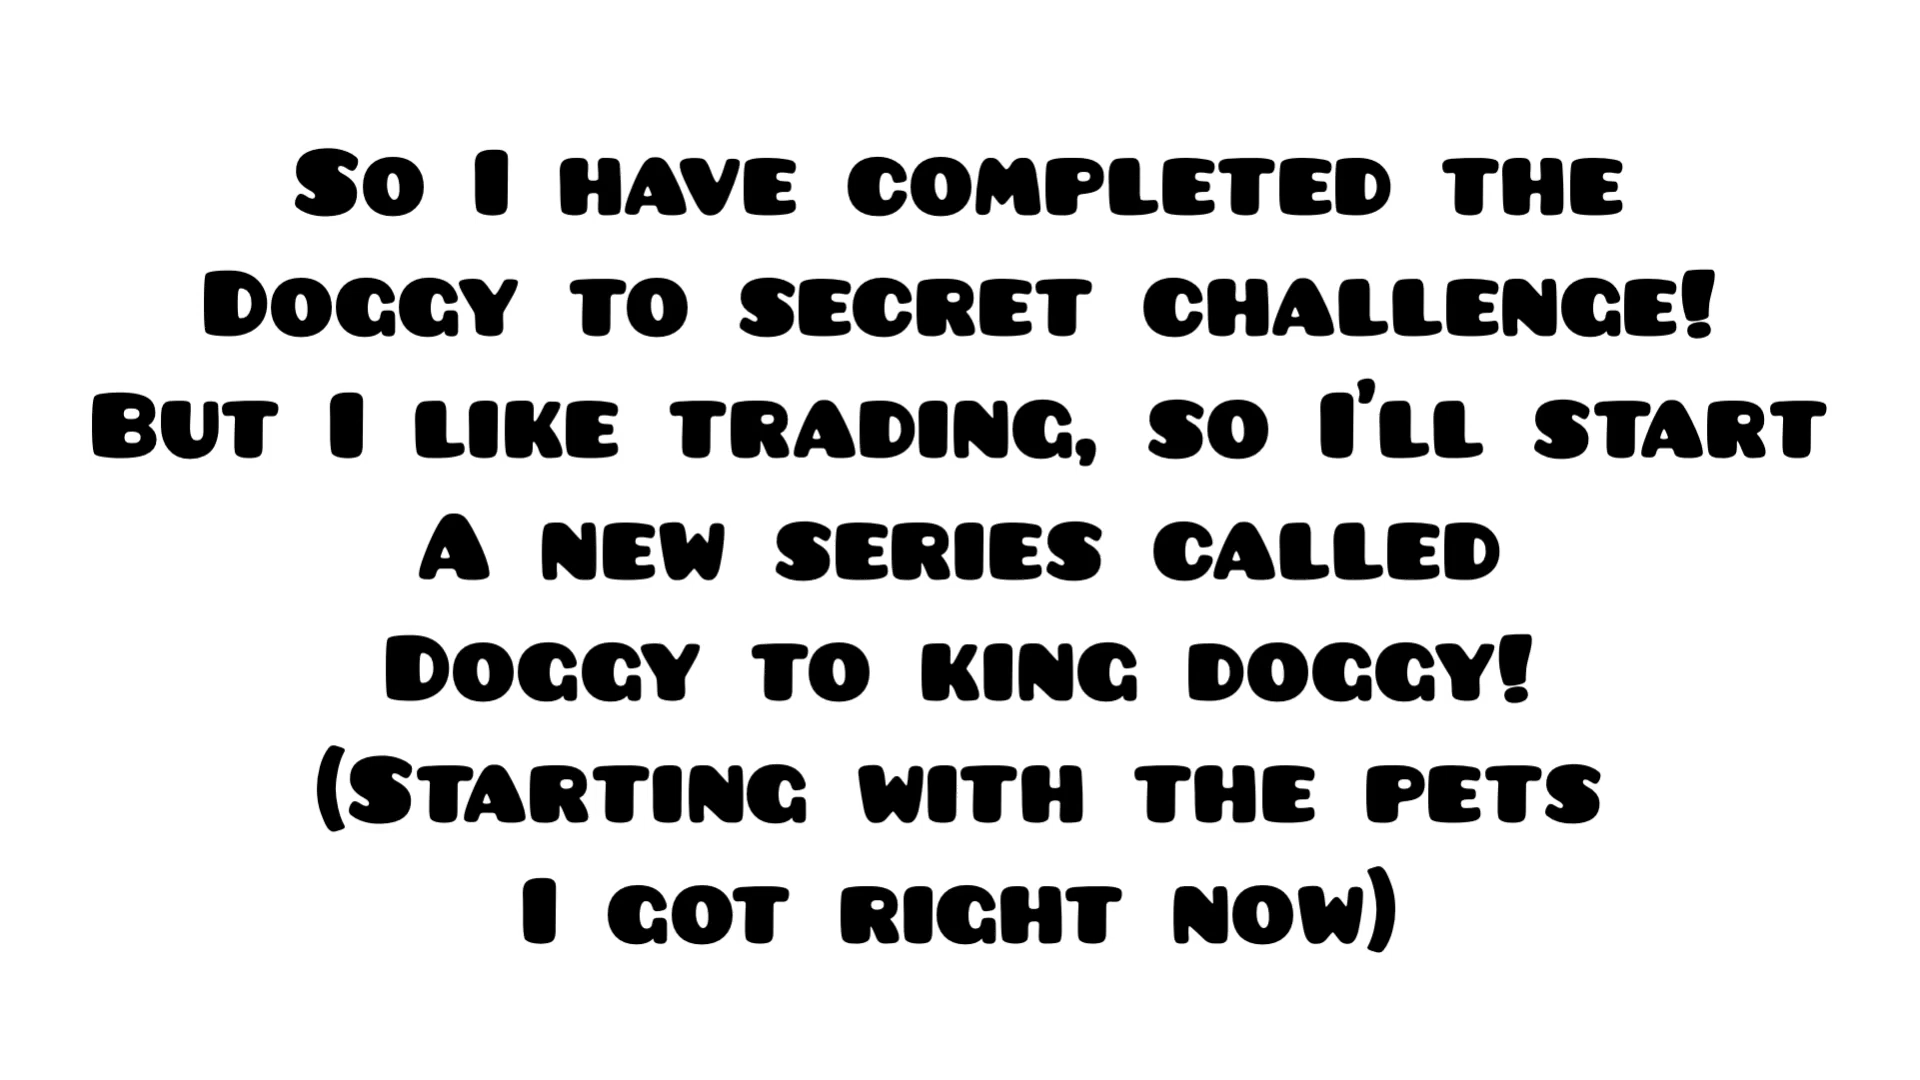 So I have completed the
Doggy to secret challenge!
But I like trading, so I'll start
a new series called
Doggy to king doggy!
(Starting with the pets
I got right now)